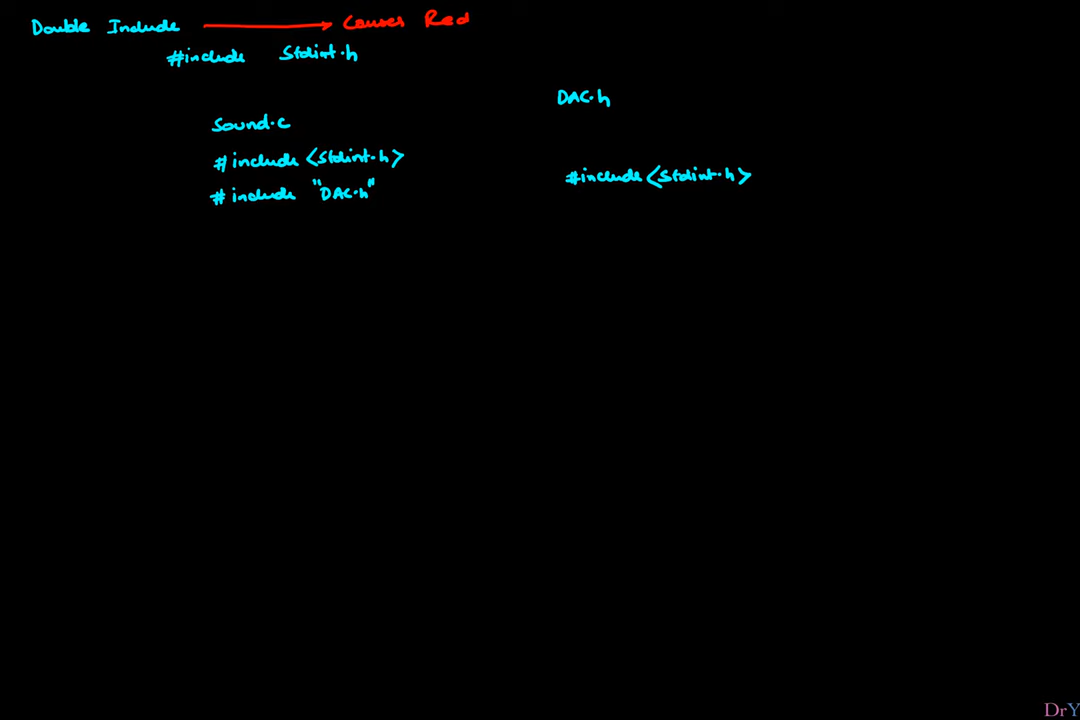 Double Include → Causes Red
#include Stdint.h
DAC.h
Sound.c
#include <Stdint.h>
#include <Stdint.h>
#include "DAC.h"
DrY